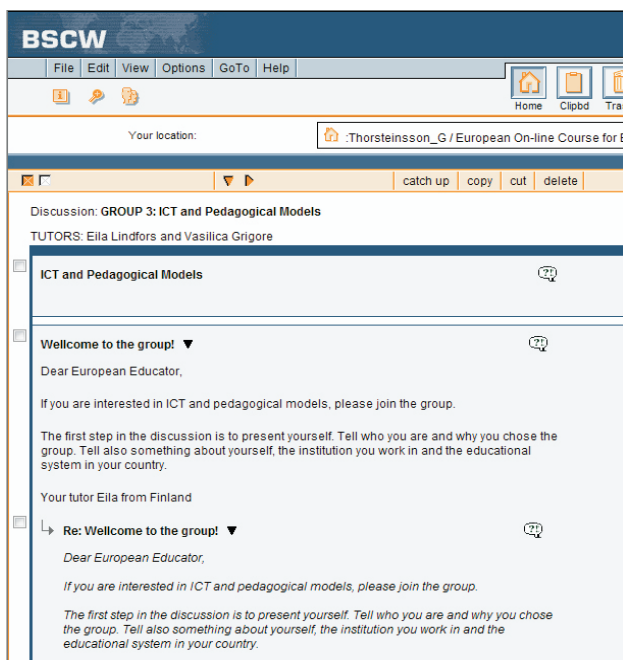 BSCW
File Edit View Options GoTo Help
Home Clipbd
Your location: :Thorsteinsson_G / European On-line Course for
catch up copy cut delete
Discussion: GROUP 3: ICT and Pedagogical Models
TUTORS: Eila Lindfors and Vasilica Grigore
ICT and Pedagogical Models
Wellcome to the group!
Dear European Educator,
If you are interested in ICT and pedagogical models, please join the group.
The first step in the discussion is to present yourself. Tell who you are and why you chose the
group. Tell also something about yourself, the institution you work in and the educational
system in your country.
Your tutor Eila from Finland
Re: Wellcome to the group!
Dear European Educator,
If you are interested in ICT and pedagogical models, please join the group.
The first step in the discussion is to present yourself. Tell who you are and why you chose
the group. Tell also something about yourself, the institution you work in and the
educational system in your country.